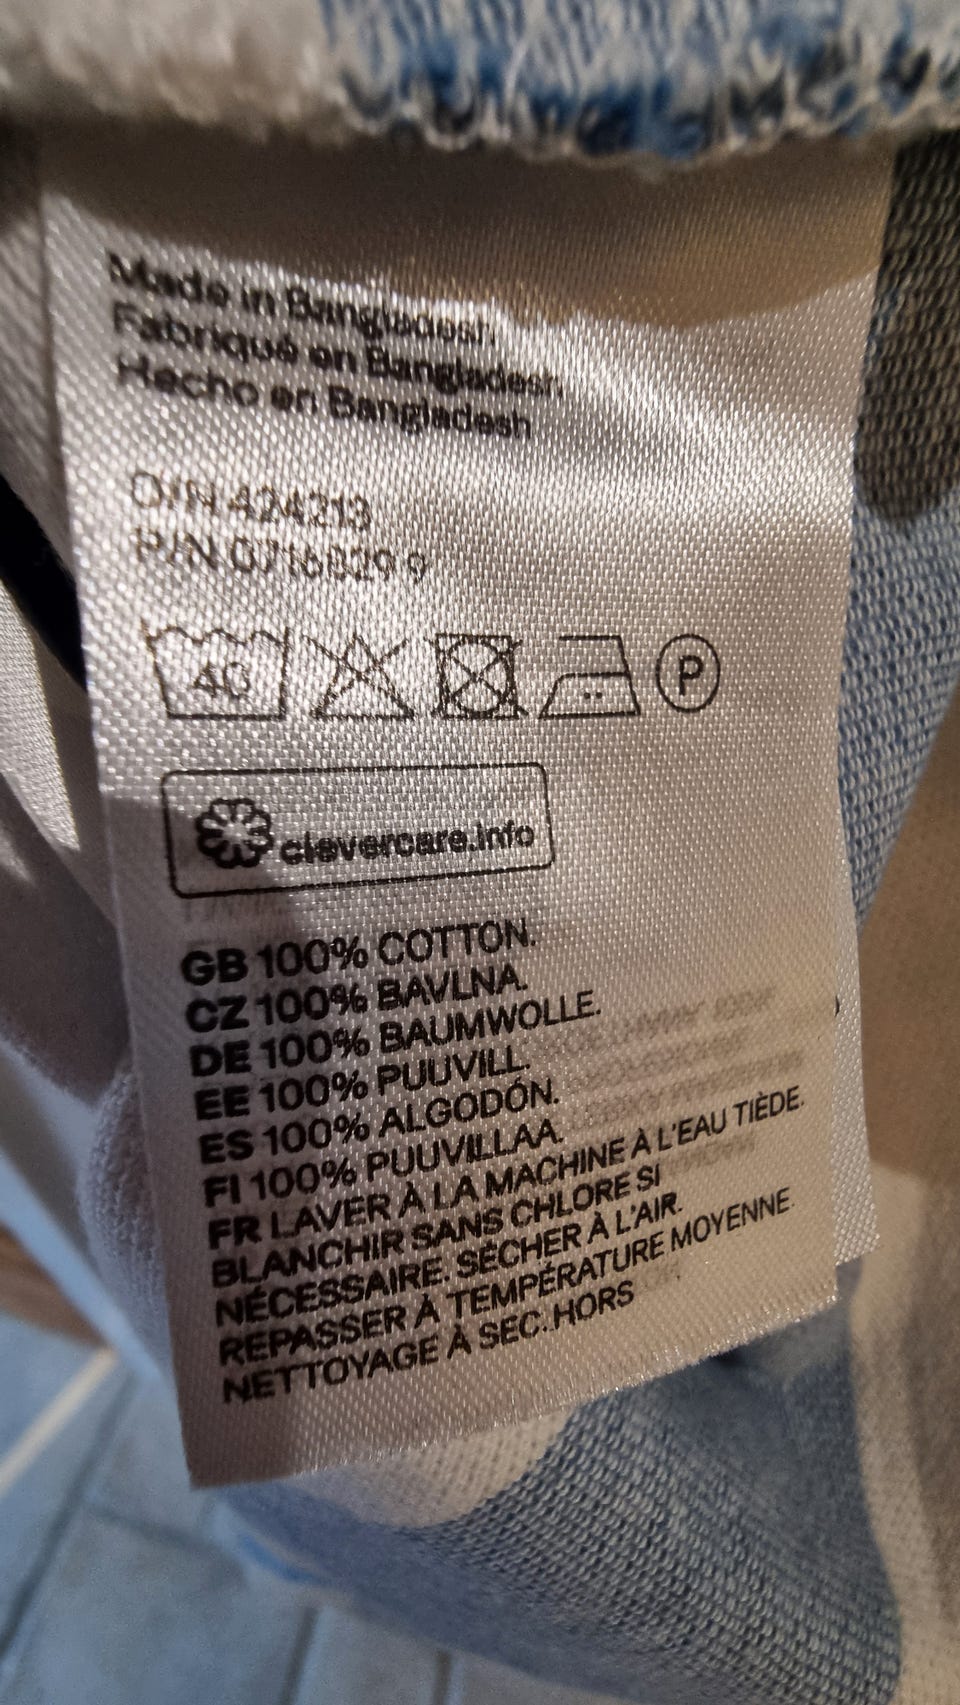 Made in Bangladesh
Fabriqué en Bangladesh
Hecho en Bangladesh
O/N 424213
P/N 0716829 9
40
P
clevercare.info
GB 100% COTTON.
CZ 100% BAVLNA.
DE 100% BAUMWOLLE.
EE 100% PUUVILL.
ES 100% ALGODÓN.
FI 100% PUUVILLAA.
FR LAVER À LA MACHINE À L'EAU TIÈDE.
BLANCHIR SANS CHLORE SI
NÉCESSAIRE. SÉCHER À L'AIR.
REPASSER À TEMPÉRATURE MOYENNE.
NETTOYAGE À SEC..HORS